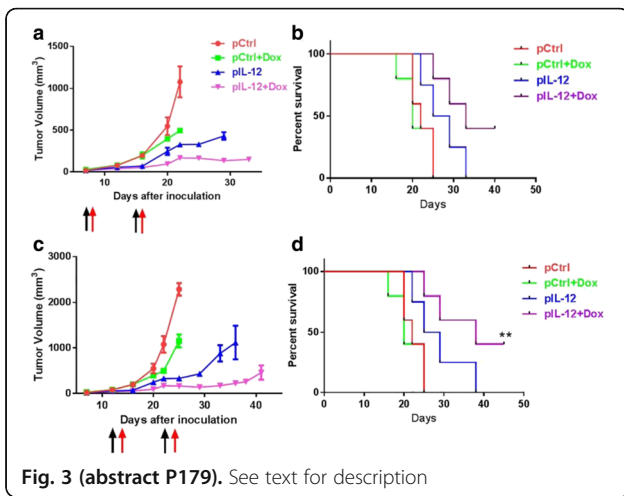 a
pCtrl
pCtrl+Dox
pIL-12
pIL-12+Dox
Tumor Volume (mm3)
1500
1000
500
0
0 10 20 30
Days after inoculation
b
pCtrl
pCtrl+Dox
pIL-12
pIL-12+Dox
Percent survival
100
50
0
0 10 20 30 40 50
Days
c
pCtrl
pCtrl+Dox
pIL-12
pIL-12+Dox
Tumor Volume (mm3)
3000
2000
1000
0
0 10 20 30 40
Days after inoculation
d
pCtrl
pCtrl+Dox
pIL-12
pIL-12+Dox
**
Percent survival
100
50
0
0 10 20 30 40 50
Days
Fig. 3 (abstract P179). See text for description